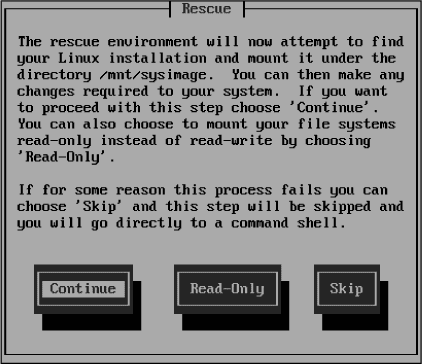 Rescue
The rescue environment will now attempt to find
your Linux installation and mount it under the
directory /mnt/sysimage.  You can then make any
changes required to your system.  If you want
to proceed with this step choose 'Continue'.
You can also choose to mount your file systems
read-only instead of read-write by choosing
'Read-Only'.
If for some reason this process fails you can
choose 'Skip' and this step will be skipped and
you will go directly to a command shell.
Continue Read-Only Skip